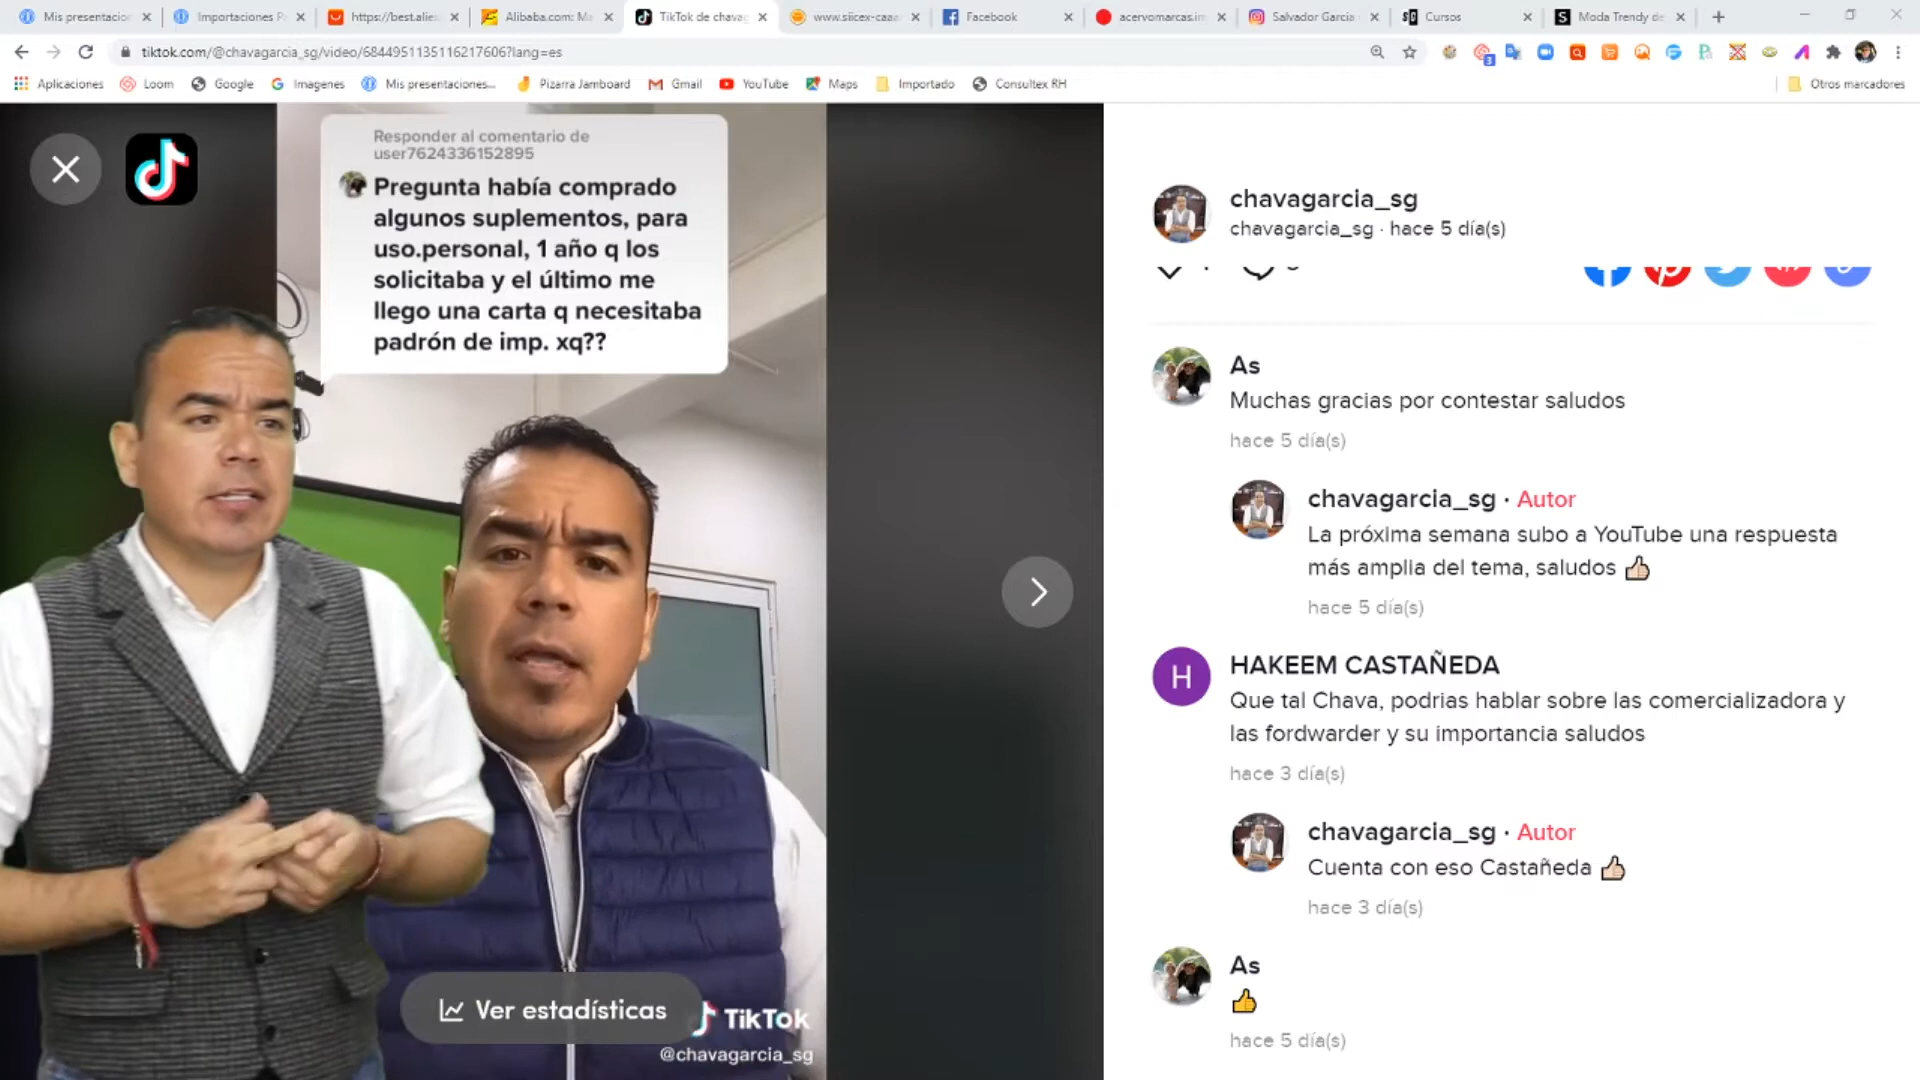 Mis presentacion
Importaciones P
https://best.alie
Alibaba.com: M
TikTok de chavag
www.siicex-caaa
Facebook
acervomarcas.i
Salvador Garcia
Cursos
Moda Trendy de
tiktok.com/@chavagarcia_sg/video/6844951135116217606?lang=es
3
Aplicaciones
Loom
Google
Imagenes
Mis presentaciones...
Pizarra Jamboard
Gmail
YouTube
Maps
Importado
Consultex RH
Otros marcadores
Responder al comentario de
user7624336152895
Pregunta había comprado
algunos suplementos, para
uso.personal, 1 año q los
solicitaba y el último me
llego una carta q necesitaba
padrón de imp. xq??
Ver estadísticas
TikTok
@chavagarcia_sg
chavagarcia_sg
chavagarcia_sg · hace 5 día(s)
As
Muchas gracias por contestar saludos
hace 5 día(s)
chavagarcia_sg · Autor
La próxima semana subo a YouTube una respuesta
más amplia del tema, saludos 👍🏻
hace 5 día(s)
H
HAKEEM CASTAÑEDA
Que tal Chava, podrias hablar sobre las comercializadora y
las fordwarder y su importancia saludos
hace 3 día(s)
chavagarcia_sg · Autor
Cuenta con eso Castañeda 👍🏻
hace 3 día(s)
As
👍
hace 5 día(s)